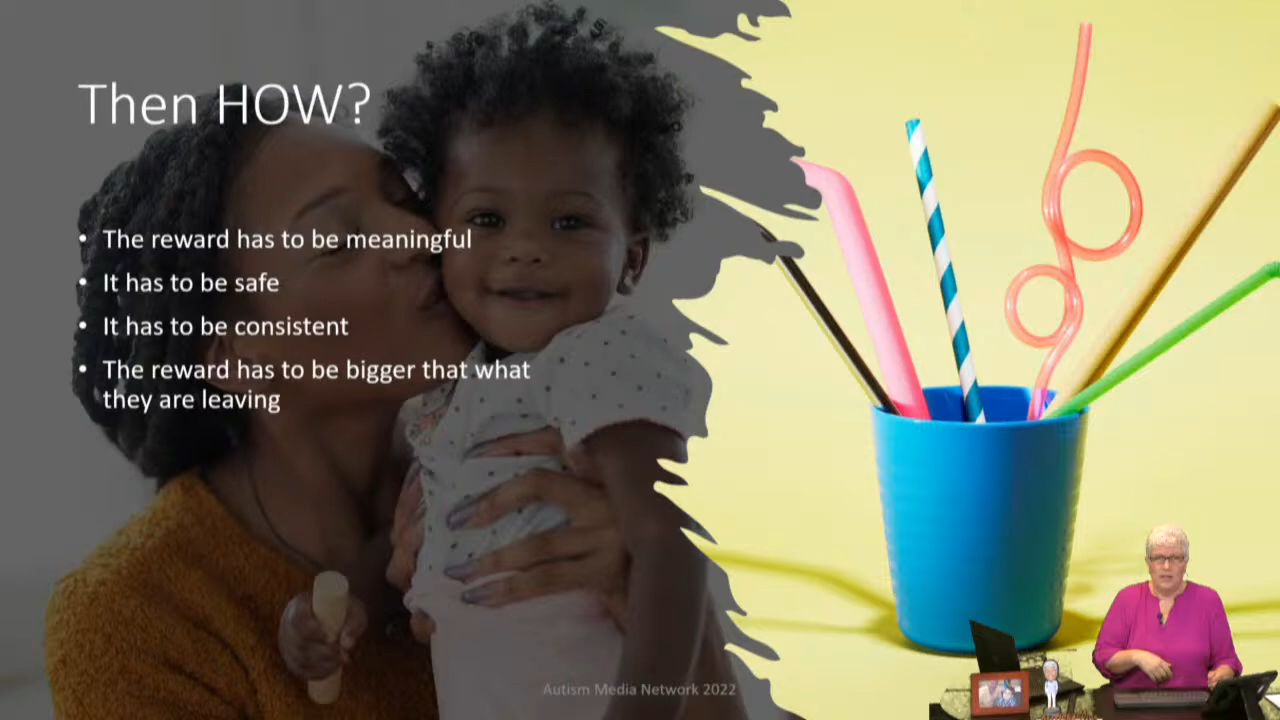 Then HOW?
• The reward has to be meaningful
• It has to be safe
• It has to be consistent
• The reward has to be bigger that what
they are leaving
Autism Media Network 2022